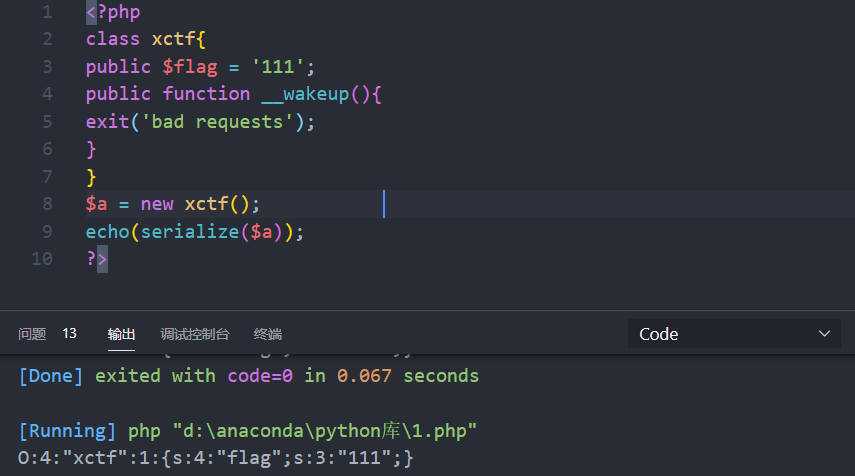 1 <?php
2 class xctf{
3 public $flag = '111';
4 public function __wakeup(){
5 exit('bad requests');
6 }
7 }
8 $a = new xctf();
9 echo(serialize($a));
10 ?>
问题 13 输出 调试控制台 终端 Code
[Done] exited with code=0 in 0.067 seconds
[Running] php "d:\anaconda\python库\1.php"
O:4:"xctf":1:{s:4:"flag";s:3:"111";}